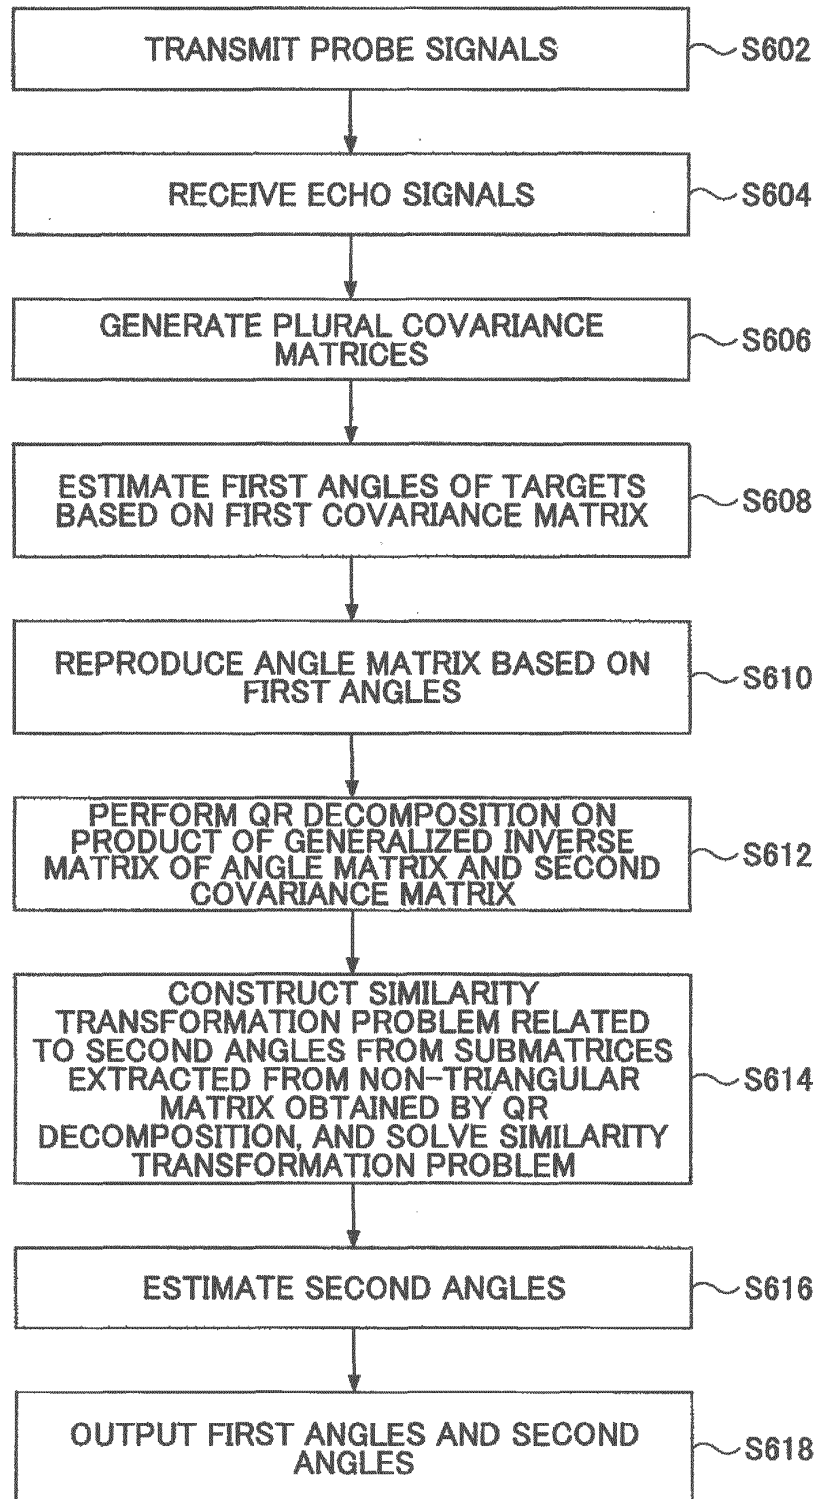 TRANSMIT PROBE SIGNALS
S602
RECEIVE ECHO SIGNALS
S604
GENERATE PLURAL COVARIANCE
MATRICES
S606
ESTIMATE FIRST ANGLES OF TARGETS
BASED ON FIRST COVARIANCE MATRIX
S608
REPRODUCE ANGLE MATRIX BASED ON
FIRST ANGLES
S610
PERFORM QR DECOMPOSITION ON
PRODUCT OF GENERALIZED INVERSE
MATRIX OF ANGLE MATRIX AND SECOND
COVARIANCE MATRIX
S612
CONSTRUCT SIMILARITY
TRANSFORMATION PROBLEM RELATED
TO SECOND ANGLES FROM SUBMATRICES
EXTRACTED FROM NON-TRIANGULAR
MATRIX OBTAINED BY QR
DECOMPOSITION, AND SOLVE SIMILARITY
TRANSFORMATION PROBLEM
S614
ESTIMATE SECOND ANGLES
S616
OUTPUT FIRST ANGLES AND SECOND
ANGLES
S618